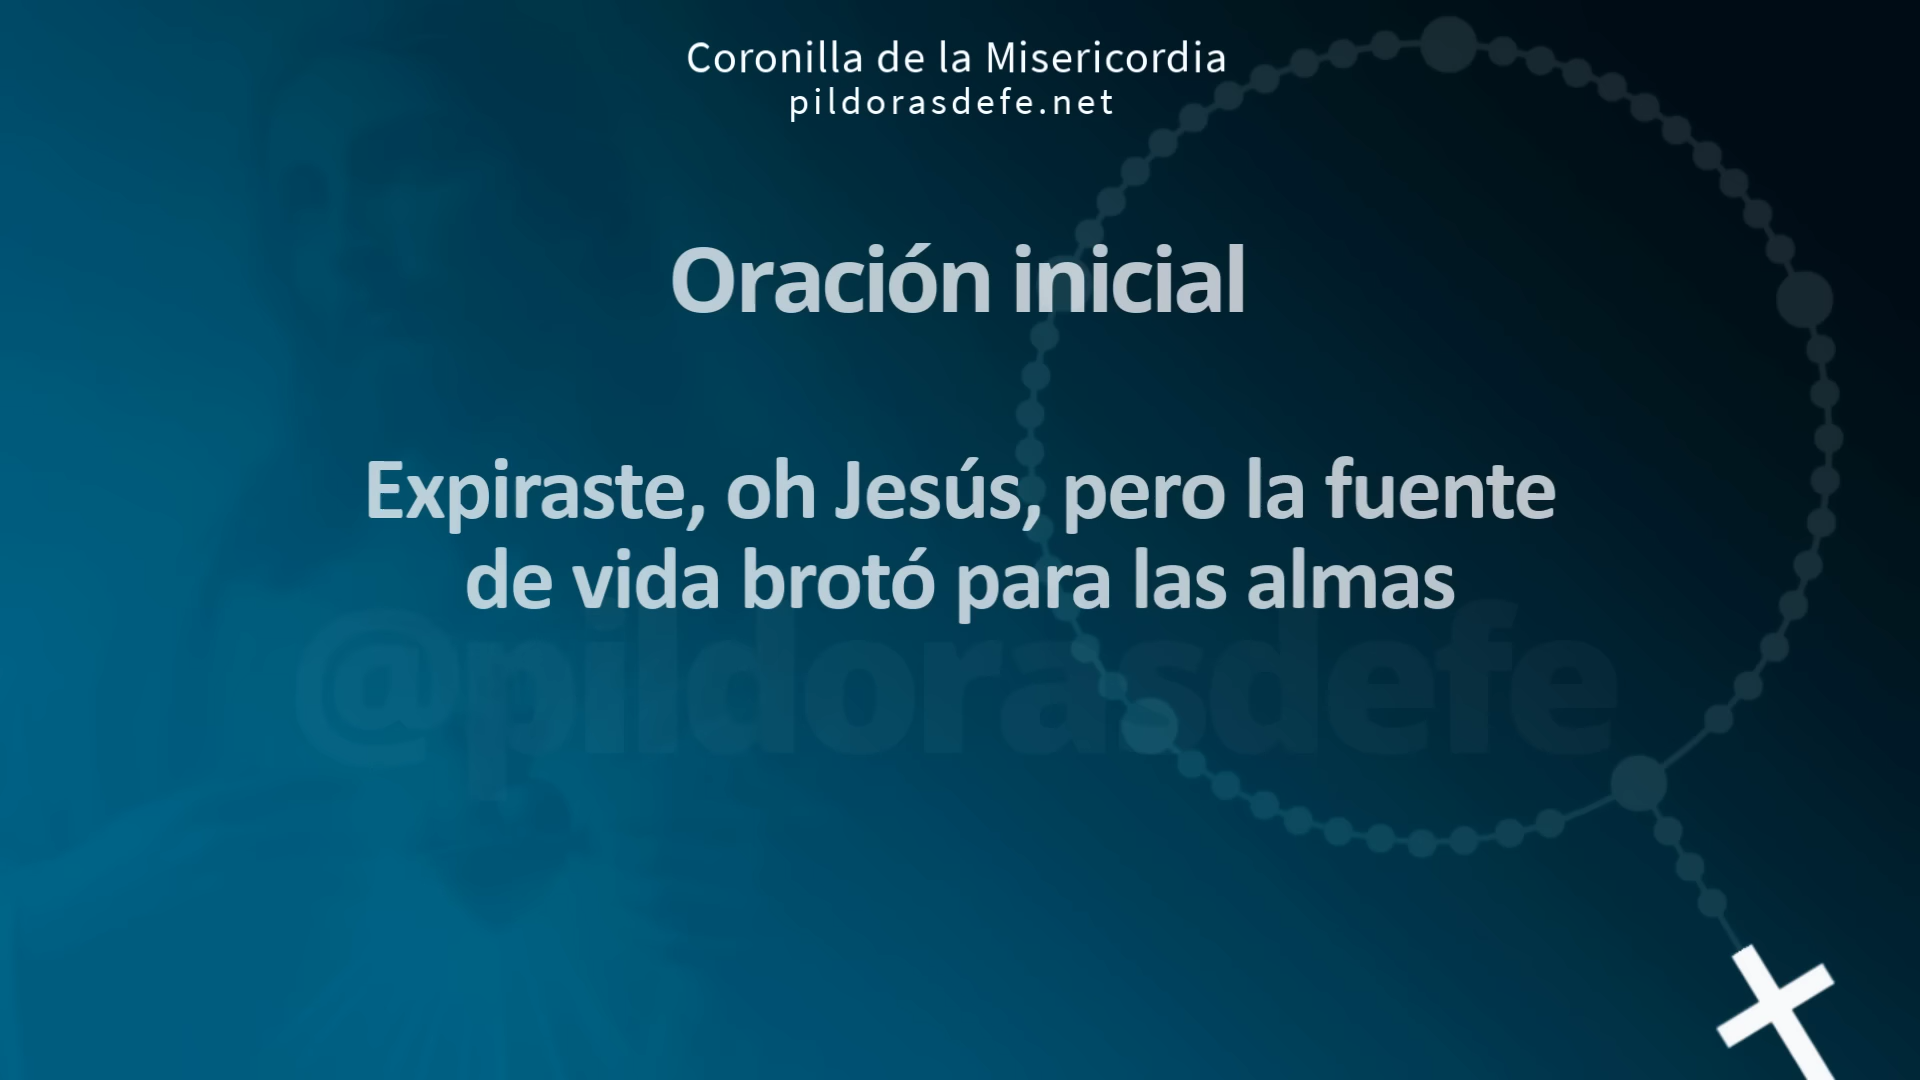 Coronilla de la Misericordia
pildorasdefe.net
Oración inicial
Expiraste, oh Jesús, pero la fuente
de vida brotó para las almas
@pildorasdefe